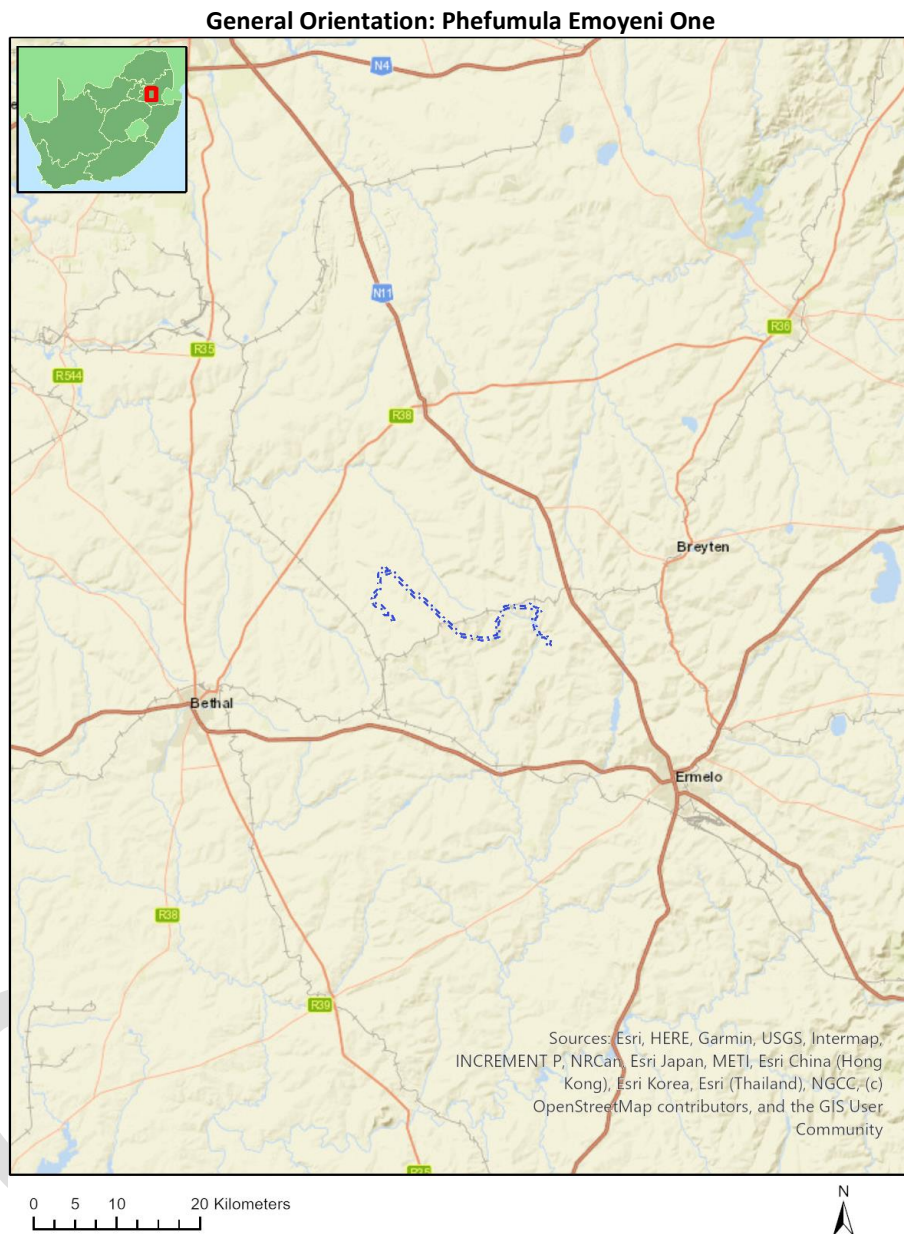 General Orientation: Phefumula Emoyeni One
N4
N11
R36
R35
R544
R38
Breyten
Bethal
Ermelo
R38
R39
Sources: Esri, HERE, Garmin, USGS, Intermap,
INCREMENT P, NRCan, Esri Japan, METI, Esri China (Hong
Kong), Esri Korea, Esri (Thailand), NGCC, (c)
OpenStreetMap contributors, and the GIS User
Community
R35
N
0 5 10 20 Kilometers